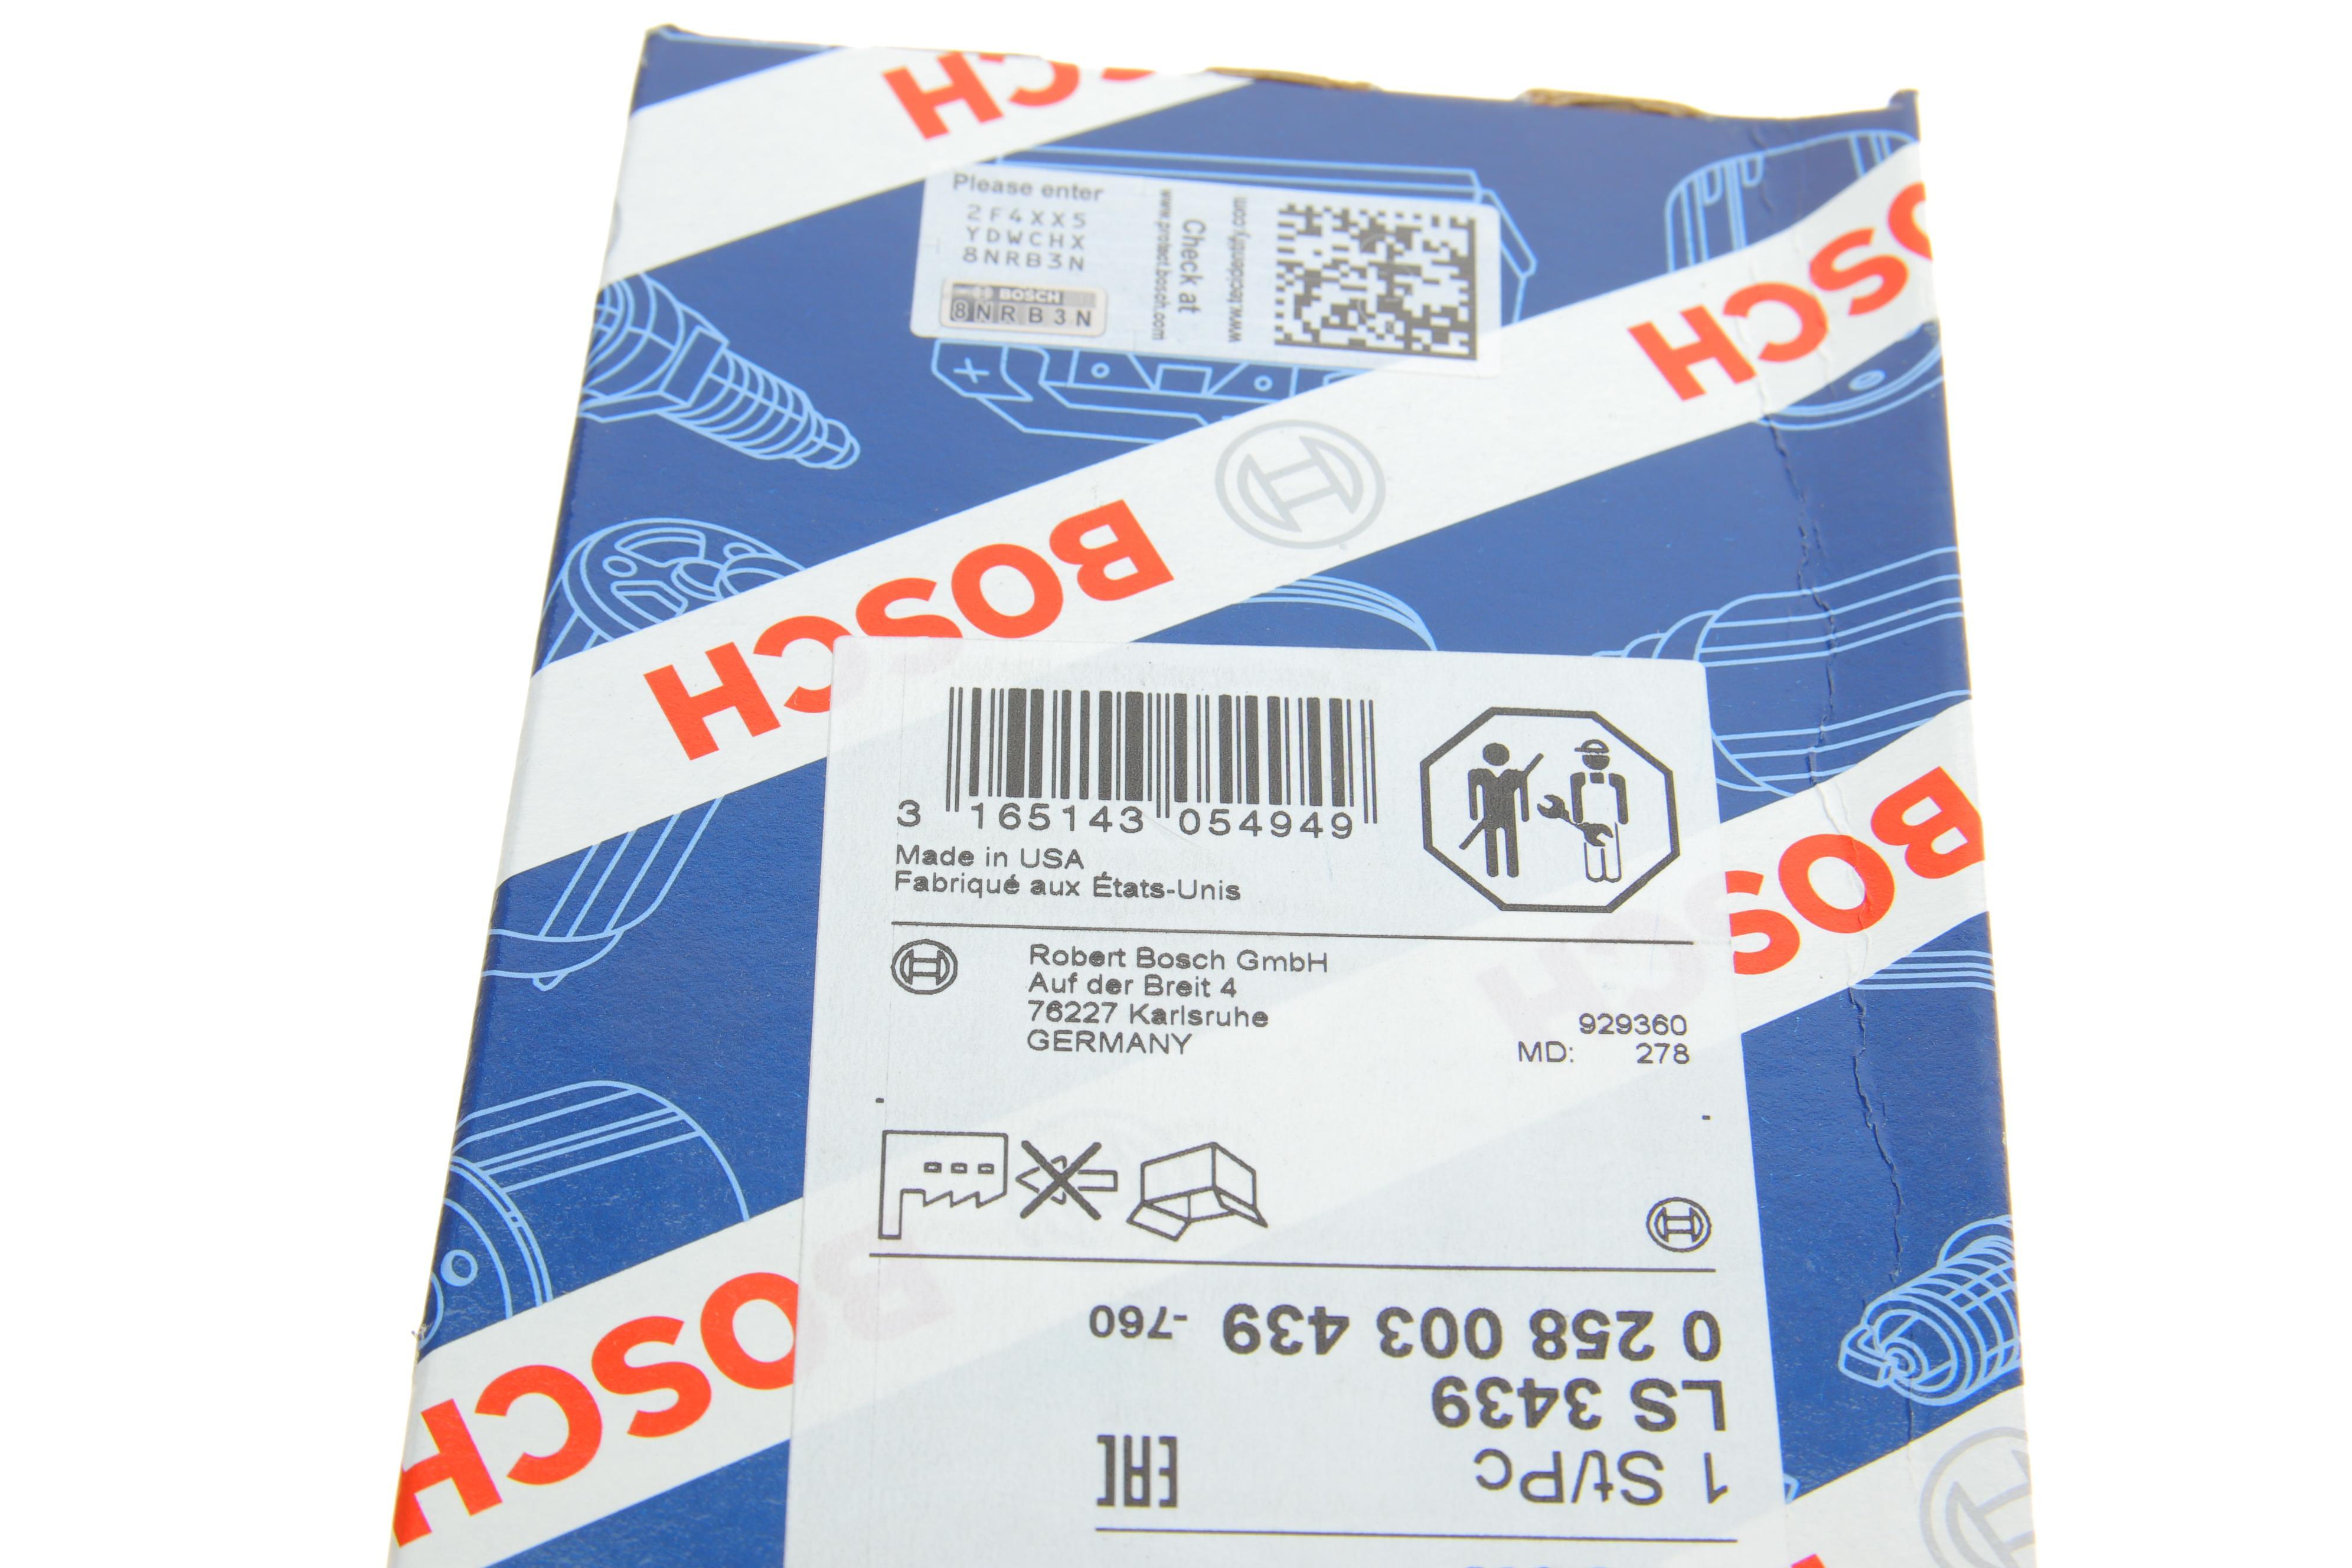 BOSCH
Please enter
2F4XX5
YDWCHX
8NRB3N
BOSCH
8NRB3N
Check at
www.protect.bosch.com
www.tecidentify.com
BOSCH
BOSCH
3 165143 054949
Made in USA
Fabriqué aux États-Unis
BOSCH
Robert Bosch GmbH
Auf der Breit 4
76227 Karlsruhe
GERMANY
929360
MD: 278
BOSCH
0 258 003 439 -760
LS 3439
1 St/Pc
EAC